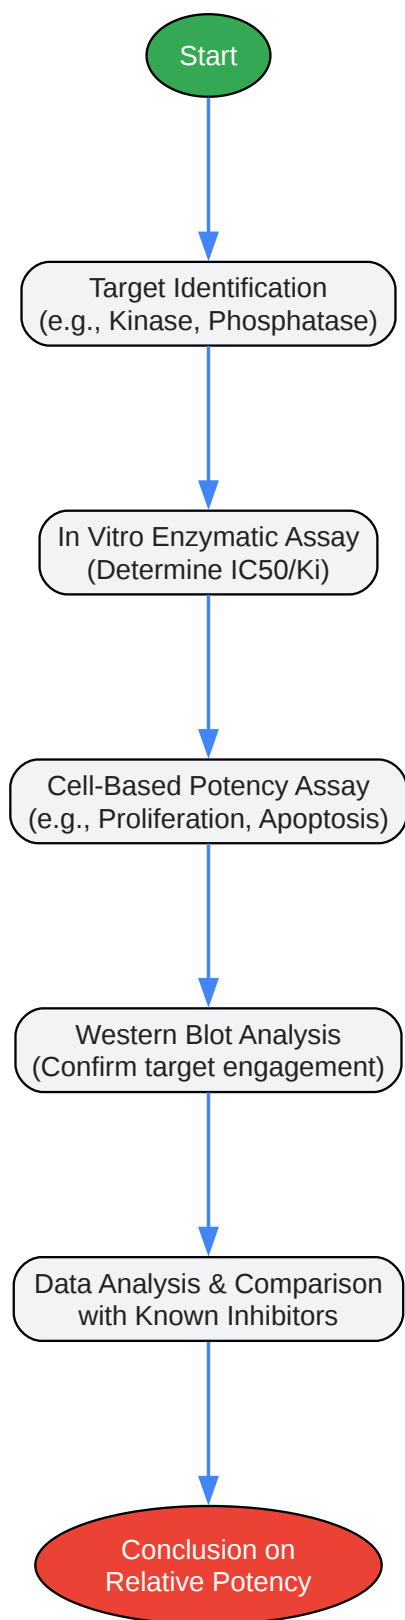 Start
Target Identification
(e.g., Kinase, Phosphatase)
In Vitro Enzymatic Assay
(Determine IC50/Ki)
Cell-Based Potency Assay
(e.g., Proliferation, Apoptosis)
Western Blot Analysis
(Confirm target engagement)
Data Analysis & Comparison
with Known Inhibitors
Conclusion on
Relative Potency